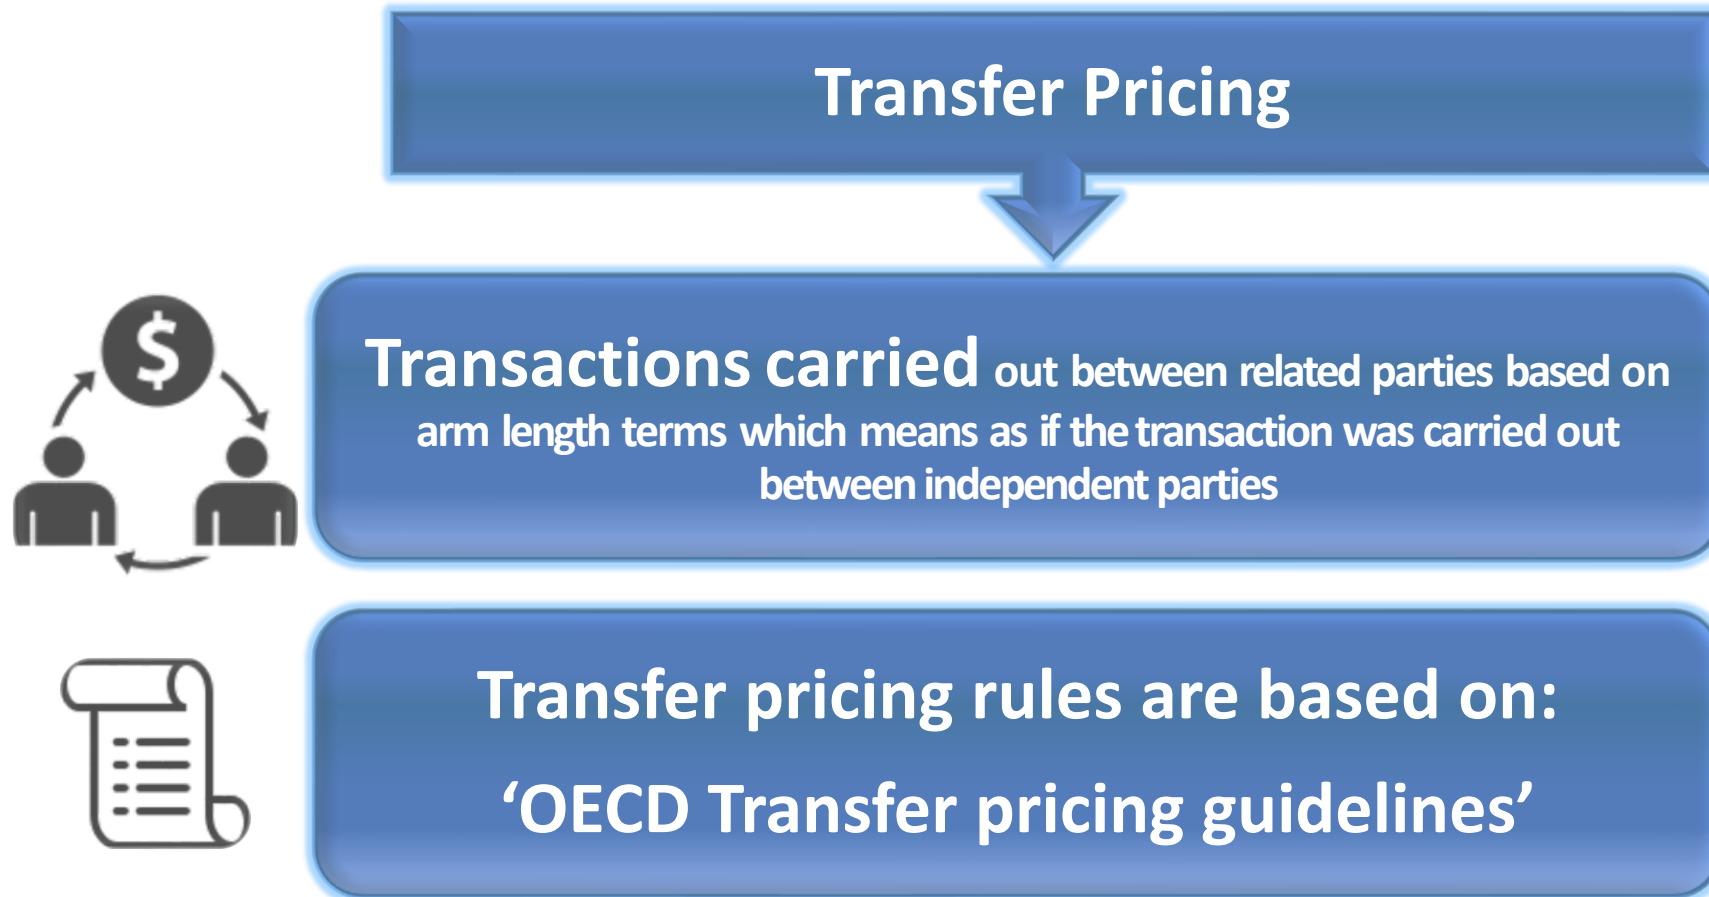 Transfer Pricing
$
Transactions carried out between related parties based on
arm length terms which means as if the transaction was carried out
between independent parties
Transfer pricing rules are based on:
‘OECD Transfer pricing guidelines’